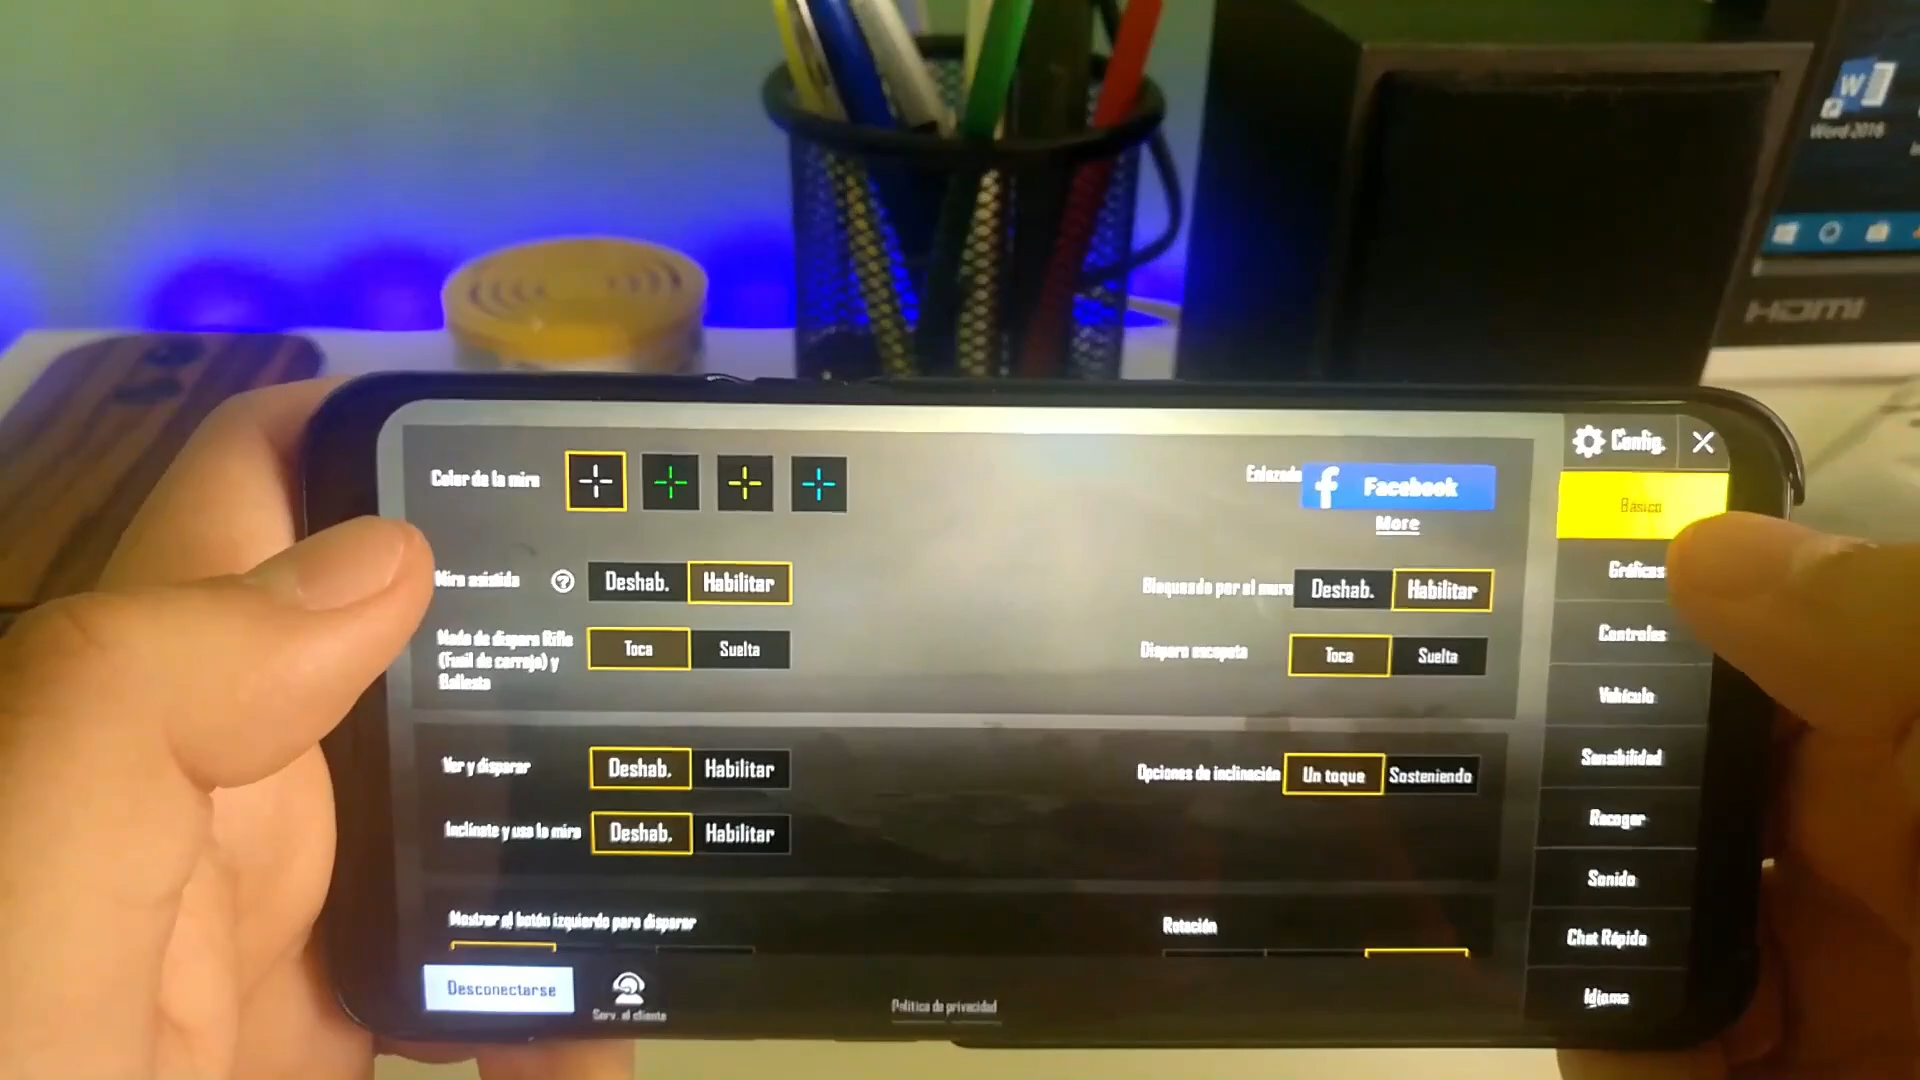 Word 2016
HDMI
Config.
Color de la mira
Enlazado
Facebook
More
Básico
Mira asistida
Deshab.
Habilitar
Bloqueado por el muro
Deshab.
Habilitar
Gráficos
Modo de disparo Rifle
(Fusil de cerrojo) y
Ballesta
Toca
Suelta
Disparo escopeta
Toca
Suelta
Controles
Vehículo
Ver y disparar
Deshab.
Habilitar
Opciones de inclinación
Un toque
Sosteniendo
Sensibilidad
Inclínate y usa la mira
Deshab.
Habilitar
Recoger
Sonido
Mostrar el botón izquierdo para disparar
Rotación
Chat Rápido
Desconectarse
Serv. al cliente
Política de privacidad
Idioma